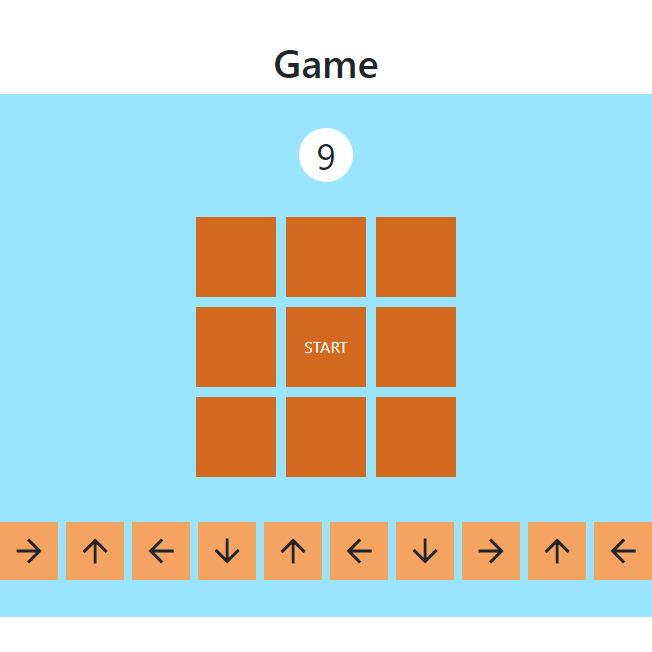 Game
9
START
→ ↑ ← ↓ ↑ ← ↓ → ↑ ←